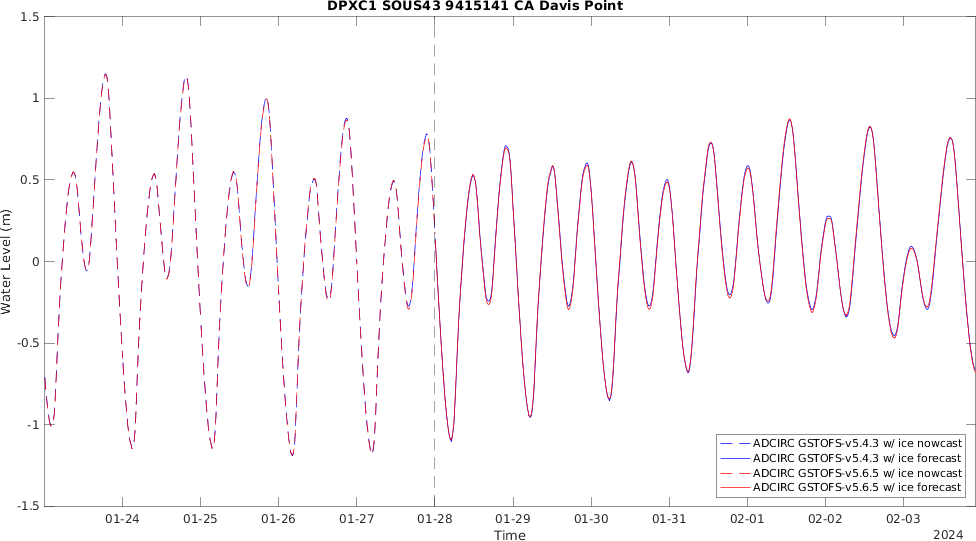 DPXC1 SOUS43 9415141 CA Davis Point
1.5
1
0.5
0
-0.5
-1
-1.5
Water Level (m)
01-24
01-25
01-26
01-27
01-28
01-29
01-30
01-31
02-01
02-02
02-03
Time
2024
ADCIRC GSTOFS-v5.4.3 w/ ice nowcast
ADCIRC GSTOFS-v5.4.3 w/ ice forecast
ADCIRC GSTOFS-v5.6.5 w/ ice nowcast
ADCIRC GSTOFS-v5.6.5 w/ ice forecast